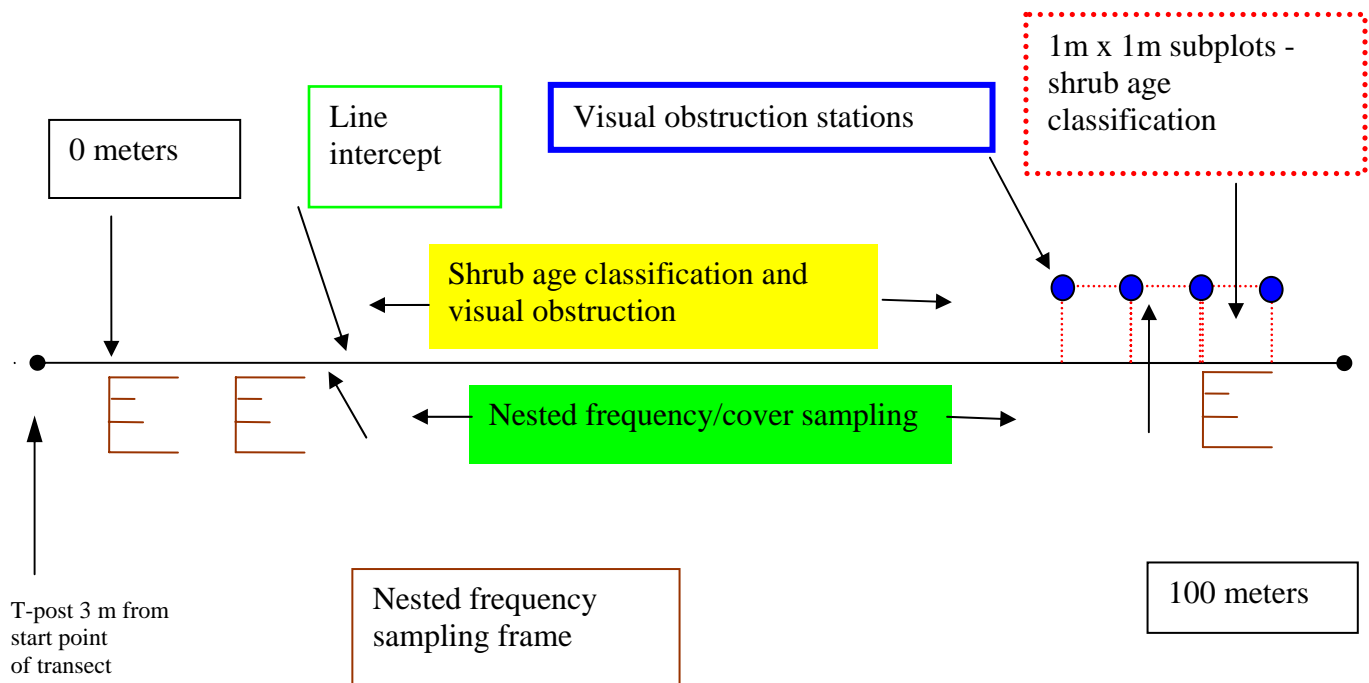 1m x 1m subplots -
shrub age
classification
Visual obstruction stations
Line
intercept
0 meters
Shrub age classification and
visual obstruction
Nested frequency/cover sampling
T-post 3 m from
start point
of transect
Nested frequency
sampling frame
100 meters